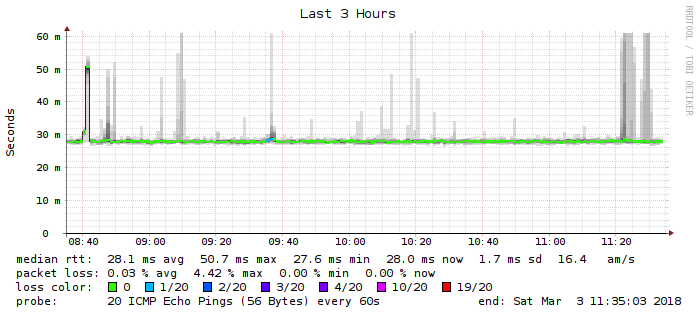 Last 3 Hours
RRDTOOL / TOBI OETIKER
Seconds
60 m
50 m
40 m
30 m
20 m
10 m
0
08:40 09:00 09:20 09:40 10:00 10:20 10:40 11:00 11:20
median rtt: 28.1 ms avg 50.7 ms max 27.6 ms min 28.0 ms now 1.7 ms sd 16.4 am/s
packet loss: 0.03 % avg 4.42 % max 0.00 % min 0.00 % now
loss color: 0 1/20 2/20 3/20 4/20 10/20 19/20
probe: 20 ICMP Echo Pings (56 Bytes) every 60s end: Sat Mar 3 11:35:03 2018